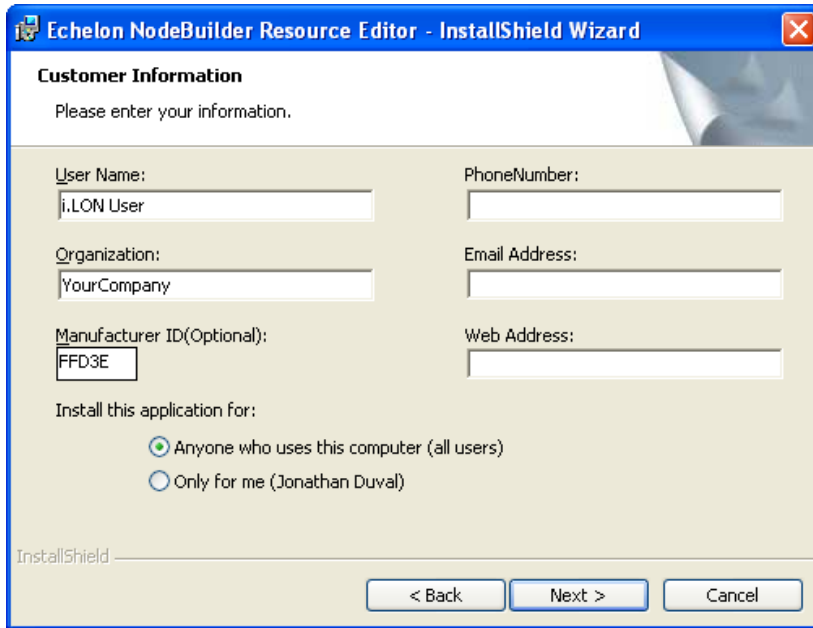 Echelon NodeBuilder Resource Editor - InstallShield Wizard
Customer Information
Please enter your information.
User Name:
i.LON User
Organization:
YourCompany
Manufacturer ID(Optional):
FFD3E
PhoneNumber:
Email Address:
Web Address:
Install this application for:
Anyone who uses this computer (all users)
Only for me (Jonathan Duval)
InstallShield
< Back
Next >
Cancel